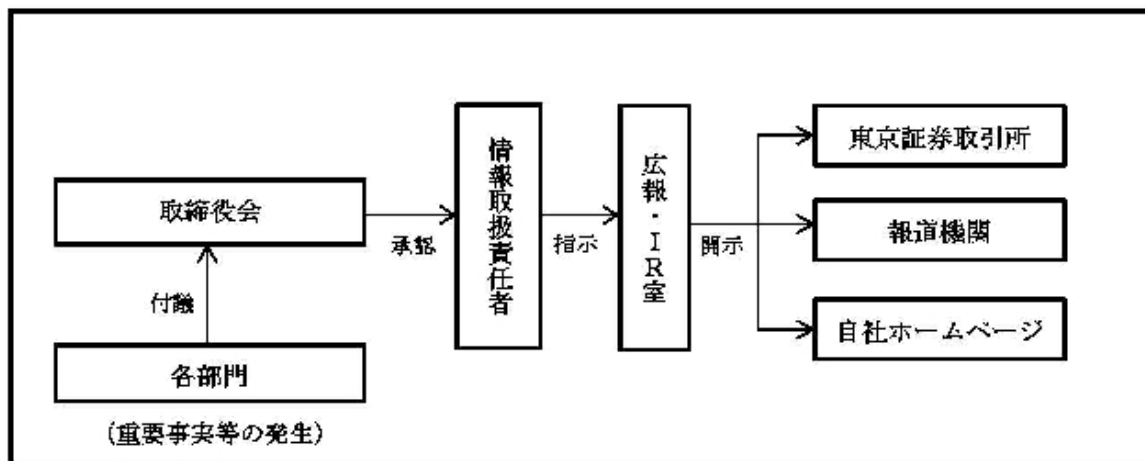 取締役会
付議
各部門
(重要事実等の発生)
承認
情報取扱責任者
指示
広報・IR室
開示
東京証券取引所
報道機関
自社ホームページ